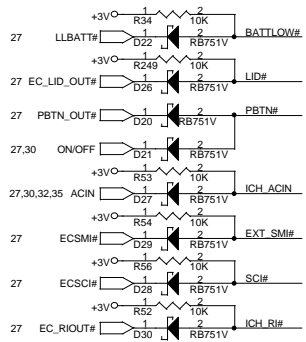 +3V 1 R34 2 10K
27 LLBATT# 1 D22 2 RB751V BATTLOW#
+3V 1 R249 2 10K
27 EC_LID_OUT# 1 D26 2 RB751V LID#
27 PBTN_OUT# 1 D20 2 RB751V PBTN#
27,30 ON/OFF 1 D21 2 RB751V
+3V 1 R53 2 10K
27,30,32,35 ACIN 1 D27 2 RB751V ICH_ACIN
+3V 1 R54 2 10K
27 ECSMI# 1 D29 2 RB751V EXT_SMI#
+3V 1 R56 2 10K
27 ECSCI# 1 D28 2 RB751V SCI#
+3V 1 R52 2 10K
27 EC_RIOUT# 1 D30 2 RB751V ICH_RI#